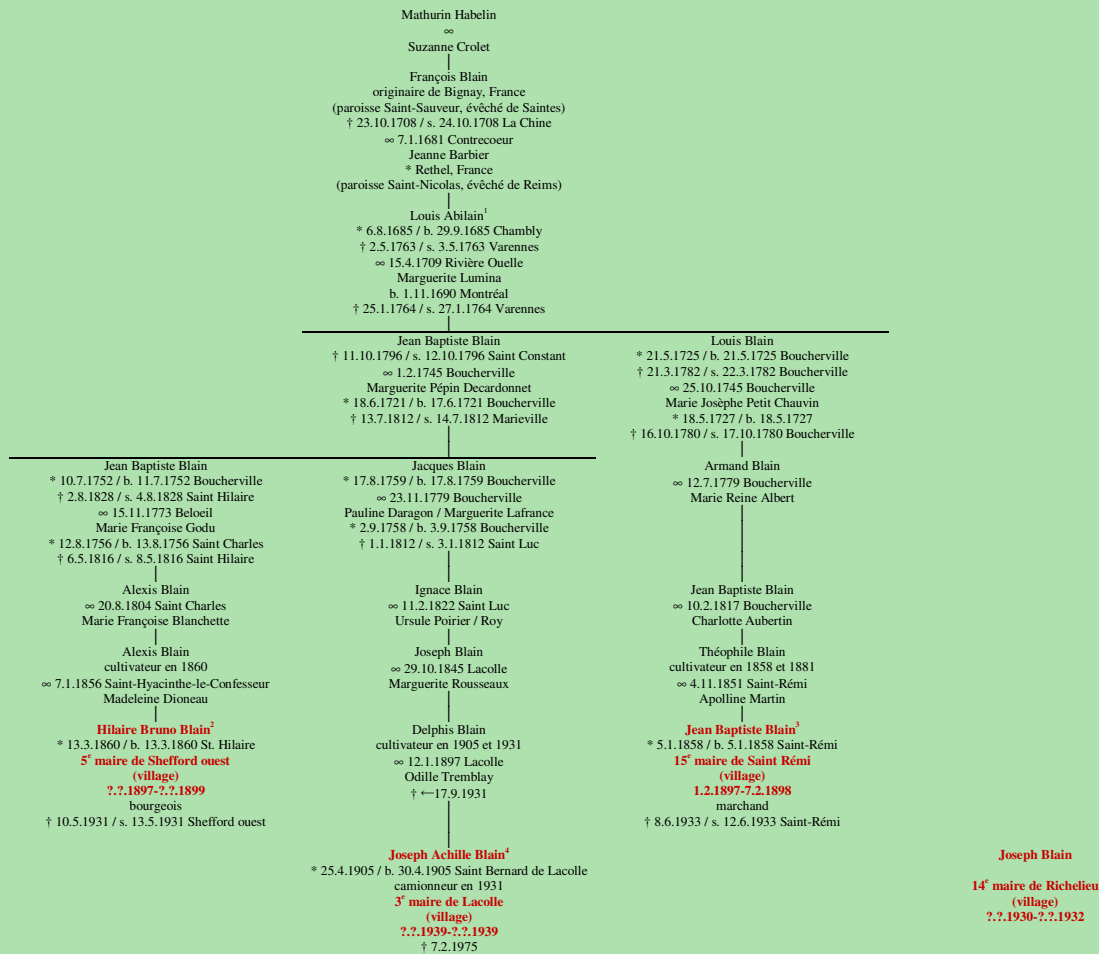 Mathurin Habelin
∞
Suzanne Crolet
François Blain
originaire de Bignay, France
(paroisse Saint-Sauveur, évêché de Saintes)
† 23.10.1708 / s. 24.10.1708 La Chine
∞ 7.1.1681 Contrecoeur
Jeanne Barbier
* Rethel, France
(paroisse Saint-Nicolas, évêché de Reims)
Louis Abilain¹
* 6.8.1685 / b. 29.9.1685 Chambly
† 2.5.1763 / s. 3.5.1763 Varennes
∞ 15.4.1709 Rivière Ouelle
Marguerite Lumina
b. 1.11.1690 Montréal
† 25.1.1764 / s. 27.1.1764 Varennes
Jean Baptiste Blain
† 11.10.1796 / s. 12.10.1796 Saint Constant
∞ 1.2.1745 Boucherville
Marguerite Pépin Decardonnet
* 18.6.1721 / b. 17.6.1721 Boucherville
† 13.7.1812 / s. 14.7.1812 Marieville
Louis Blain
* 21.5.1725 / b. 21.5.1725 Boucherville
† 21.3.1782 / s. 22.3.1782 Boucherville
∞ 25.10.1745 Boucherville
Marie Josèphe Petit Chauvin
* 18.5.1727 / b. 18.5.1727
† 16.10.1780 / s. 17.10.1780 Boucherville
Jean Baptiste Blain
* 10.7.1752 / b. 11.7.1752 Boucherville
† 2.8.1828 / s. 4.8.1828 Saint Hilaire
∞ 15.11.1773 Beloeil
Marie Françoise Godu
* 12.8.1756 / b. 13.8.1756 Saint Charles
† 6.5.1816 / s. 8.5.1816 Saint Hilaire
Jacques Blain
* 17.8.1759 / b. 17.8.1759 Boucherville
∞ 23.11.1779 Boucherville
Pauline Daragon / Marguerite Lafrance
* 2.9.1758 / b. 3.9.1758 Boucherville
† 1.1.1812 / s. 3.1.1812 Saint Luc
Armand Blain
∞ 12.7.1779 Boucherville
Marie Reine Albert
Alexis Blain
∞ 20.8.1804 Saint Charles
Marie Françoise Blanchette
Ignace Blain
∞ 11.2.1822 Saint Luc
Ursule Poirier / Roy
Jean Baptiste Blain
∞ 10.2.1817 Boucherville
Charlotte Aubertin
Alexis Blain
cultivateur en 1860
∞ 7.1.1856 Saint-Hyacinthe-le-Confesseur
Madeleine Dioneau
Joseph Blain
∞ 29.10.1845 Lacolle
Marguerite Rousseaux
Théophile Blain
cultivateur en 1858 et 1881
∞ 4.11.1851 Saint-Rémi
Apolline Martin
Hilaire Bruno Blain²
* 13.3.1860 / b. 13.3.1860 St. Hilaire
5ᵉ maire de Shefford ouest
(village)
?.?.1897-?.?.1899
bourgeois
† 10.5.1931 / s. 13.5.1931 Shefford ouest
Delphis Blain
cultivateur en 1905 et 1931
∞ 12.1.1897 Lacolle
Odille Tremblay
† ←17.9.1931
Jean Baptiste Blain³
* 5.1.1858 / b. 5.1.1858 Saint-Rémi
15ᵉ maire de Saint Rémi
(village)
1.2.1897-7.2.1898
marchand
† 8.6.1933 / s. 12.6.1933 Saint-Rémi
Joseph Achille Blain⁴
* 25.4.1905 / b. 30.4.1905 Saint Bernard de Lacolle
camionneur en 1931
3ᵉ maire de Lacolle
(village)
?.?.1939-?.?.1939
† 7.2.1975
Joseph Blain
14ᵉ maire de Richelieu
(village)
?.?.1930-?.?.1932